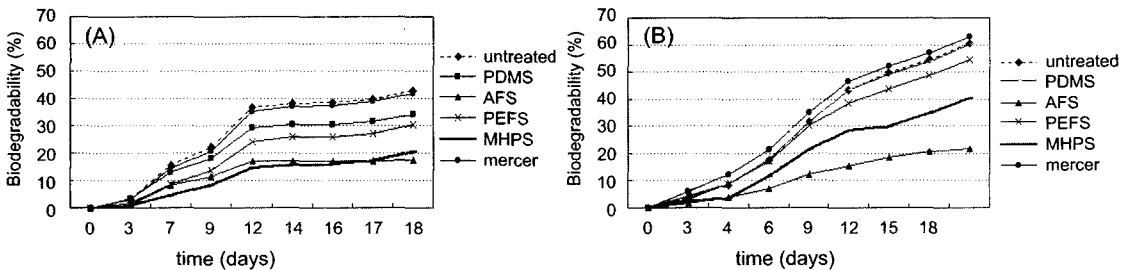 (A)
Biodegradability (%)
70
60
50
40
30
20
10
0
0 3 7 9 12 14 16 17 18
time (days)
untreated
PDMS
AFS
PEFS
MHPS
mercer
(B)
Biodegradability (%)
70
60
50
40
30
20
10
0
0 3 4 6 9 12 15 18
time (days)
untreated
PDMS
AFS
PEFS
MHPS
mercer